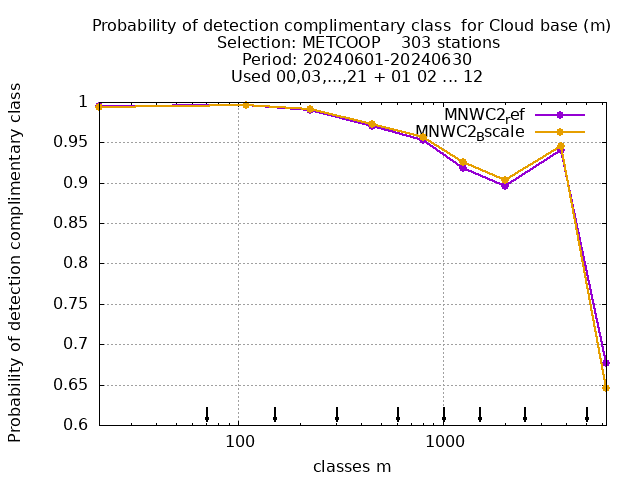 Probability of detection complimentary class  for Cloud base (m)
Selection: METCOOP    303 stations
Period: 20240601-20240630
Used 00,03,...,21 + 01 02 ... 12
Probability of detection complimentary class
MNWC2ref
MNWC2Bscale
1
0.95
0.9
0.85
0.8
0.75
0.7
0.65
0.6
100
1000
classes m